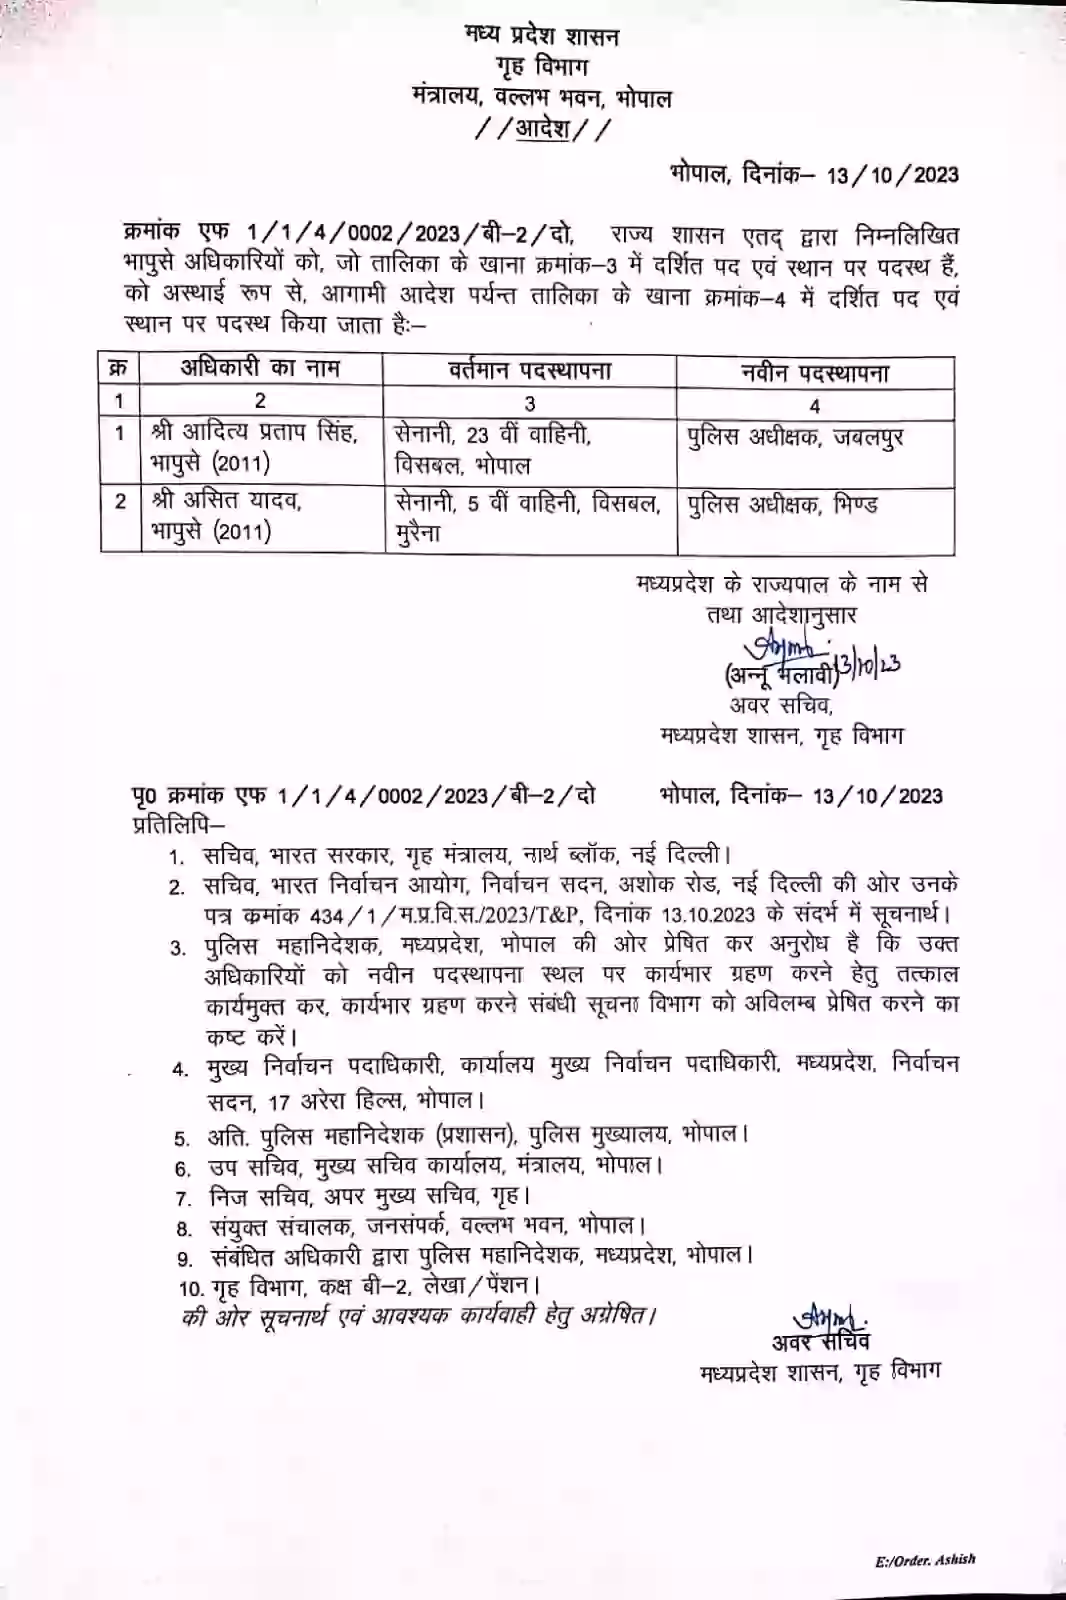 मध्य प्रदेश शासन
गृह विभाग
मंत्रालय, वल्लभ भवन, भोपाल
//आदेश//
भोपाल, दिनांक– 13/10/2023
क्रमांक एफ 1/1/4/0002/2023/बी–2/दो, राज्य शासन एतद् द्वारा निम्नलिखित
भापुसे अधिकारियों को, जो तालिका के खाना क्रमांक–3 में दर्शित पद एवं स्थान पर पदस्थ हैं,
को अस्थाई रूप से, आगामी आदेश पर्यन्त तालिका के खाना क्रमांक–4 में दर्शित पद एवं
स्थान पर पदस्थ किया जाता है:–
क्र अधिकारी का नाम वर्तमान पदस्थापना नवीन पदस्थापना
1 2 3 4
1 श्री आदित्य प्रताप सिंह, सेनानी, 23 वीं वाहिनी, पुलिस अधीक्षक, जबलपुर
भापुसे (2011) विसबल, भोपाल
2 श्री असित यादव, सेनानी, 5 वीं वाहिनी, विसबल, पुलिस अधीक्षक, भिण्ड
भापुसे (2011) मुरैना
मध्यप्रदेश के राज्यपाल के नाम से
तथा आदेशानुसार
(अन्नू भलावी) 13/10/23
अवर सचिव,
मध्यप्रदेश शासन, गृह विभाग
पृ0 क्रमांक एफ 1/1/4/0002/2023/बी–2/दो भोपाल, दिनांक– 13/10/2023
प्रतिलिपि–
1. सचिव, भारत सरकार, गृह मंत्रालय, नार्थ ब्लॉक, नई दिल्ली।
2. सचिव, भारत निर्वाचन आयोग, निर्वाचन सदन, अशोक रोड, नई दिल्ली की ओर उनके
पत्र कमांक 434/1/म.प्र.वि.स./2023/T&P, दिनांक 13.10.2023 के संदर्भ में सूचनार्थ।
3. पुलिस महानिदेशक, मध्यप्रदेश, भोपाल की ओर प्रेषित कर अनुरोध है कि उक्त
अधिकारियों को नवीन पदस्थापना स्थल पर कार्यभार ग्रहण करने हेतु तत्काल
कार्यमुक्त कर, कार्यभार ग्रहण करने संबंधी सूचना विभाग को अविलम्ब प्रेषित करने का
कष्ट करें।
4. मुख्य निर्वाचन पदाधिकारी, कार्यालय मुख्य निर्वाचन पदाधिकारी, मध्यप्रदेश, निर्वाचन
सदन, 17 अरेरा हिल्स, भोपाल।
5. अति. पुलिस महानिदेशक (प्रशासन), पुलिस मुख्यालय, भोपाल।
6. उप सचिव, मुख्य सचिव कार्यालय, मंत्रालय, भोपाल।
7. निज सचिव, अपर मुख्य सचिव, गृह।
8. संयुक्त संचालक, जनसंपर्क, वल्लभ भवन, भोपाल।
9. संबंधित अधिकारी द्वारा पुलिस महानिदेशक, मध्यप्रदेश, भोपाल।
10. गृह विभाग, कक्ष बी–2, लेखा/पेंशन।
की ओर सूचनार्थ एवं आवश्यक कार्यवाही हेतु अग्रेषित।
अवर सचिव
मध्यप्रदेश शासन, गृह विभाग
E:/Order. Ashish